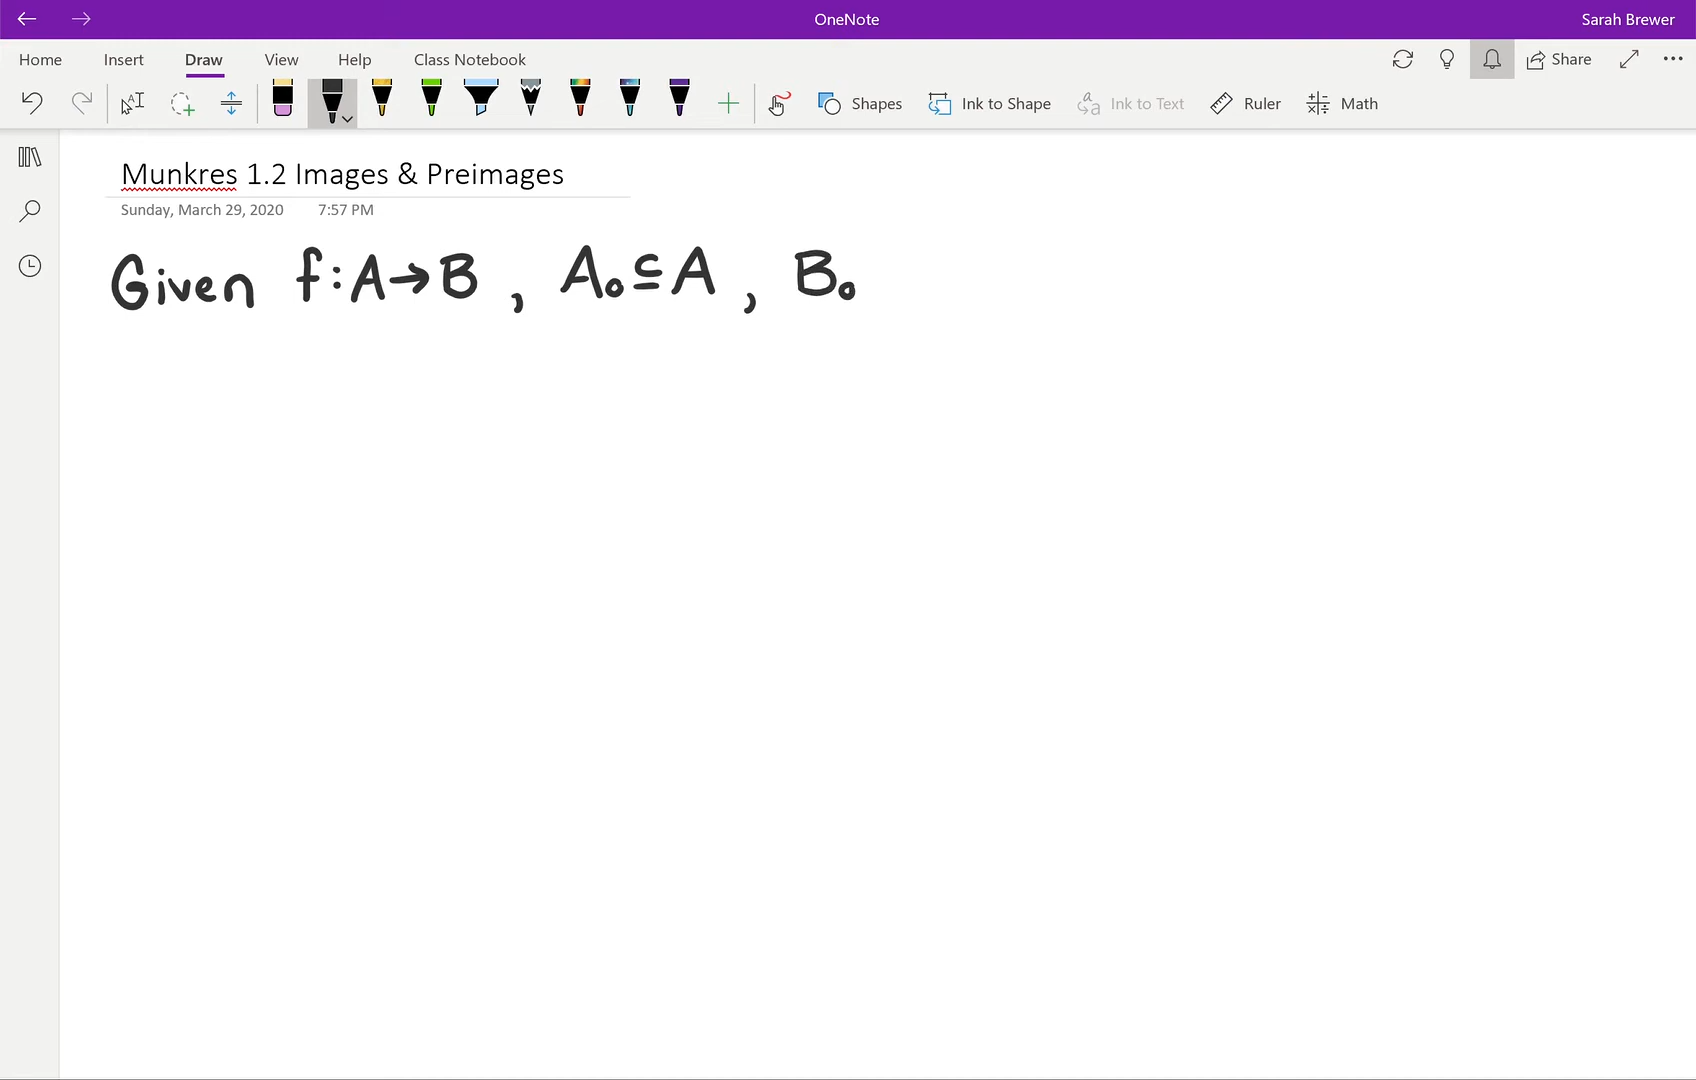 OneNote
Sarah Brewer
Home Insert Draw View Help Class Notebook
Share
Shapes Ink to Shape Ink to Text Ruler Math
Munkres 1.2 Images & Preimages
Sunday, March 29, 2020 7:57 PM
Given f:A→B, A₀⊆A, B₀